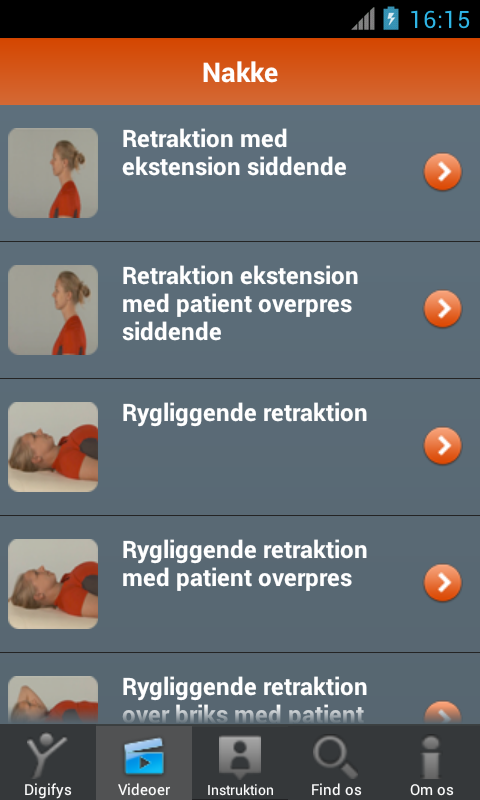 16:15
Nakke
Retraktion med
ekstension siddende
Retraktion ekstension
med patient overpres
siddende
Rygliggende retraktion
Rygliggende retraktion
med patient overpres
Rygliggende retraktion
over briks med patient
Digifys
Videoer
Instruktion
Find os
Om os